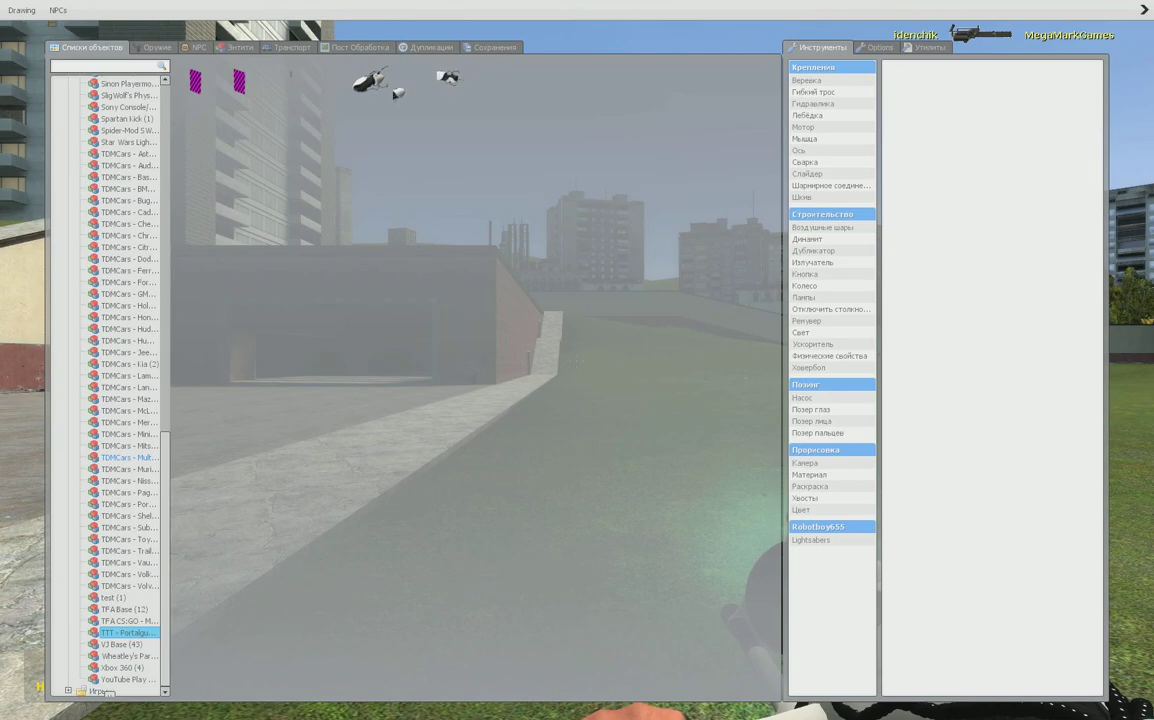 Drawing NPCs
idenchik MegaMarkGames
Списки объектов Оружие NPC Энтити Транспорт Пост Обработка Дупликации Сохранения
Инструменты Options Утилиты
Sinon Playermo...
SligWolf's Phys...
Sony Console/...
Spartan Kick (1)
Spider-Mod SW...
Star Wars Ligh...
TDMCars - Ast...
TDMCars - Aud...
TDMCars - Bas...
TDMCars - BM...
TDMCars - Bug...
TDMCars - Cad...
TDMCars - Che...
TDMCars - Chr...
TDMCars - Citr...
TDMCars - Dod...
TDMCars - Ferr...
TDMCars - For...
TDMCars - GM...
TDMCars - Hol...
TDMCars - Hon...
TDMCars - Hud...
TDMCars - Hu...
TDMCars - Jee...
TDMCars - Kia (2)
TDMCars - Lam...
TDMCars - Lan...
TDMCars - Maz...
TDMCars - McL...
TDMCars - Mer...
TDMCars - Mini...
TDMCars - Mits...
TDMCars - Mult...
TDMCars - Muri...
TDMCars - Niss...
TDMCars - Pag...
TDMCars - Por...
TDMCars - Shel...
TDMCars - Sub...
TDMCars - Toy...
TDMCars - Trail...
TDMCars - Vau...
TDMCars - Volk...
TDMCars - Volv...
test (1)
TFA Base (12)
TFA CS:GO - M...
TTT - Portalgu...
VJ Base (43)
Wheatley's Par...
Xbox 360 (4)
YouTube Play ...
Крепления
Веревка
Гибкий трос
Гидравлика
Лебёдка
Мотор
Мышца
Ось
Сварка
Слайдер
Шарнирное соедине...
Шкив
Строительство
Воздушные шары
Динамит
Дубликатор
Излучатель
Кнопка
Колесо
Лампы
Отключить столкно...
Ремувер
Свет
Ускоритель
Физические свойства
Ховербол
Позинг
Насос
Позер глаз
Позер лица
Позер пальцев
Прорисовка
Камера
Материал
Раскраска
Хвосты
Цвет
Robotboy655
Lightsabers